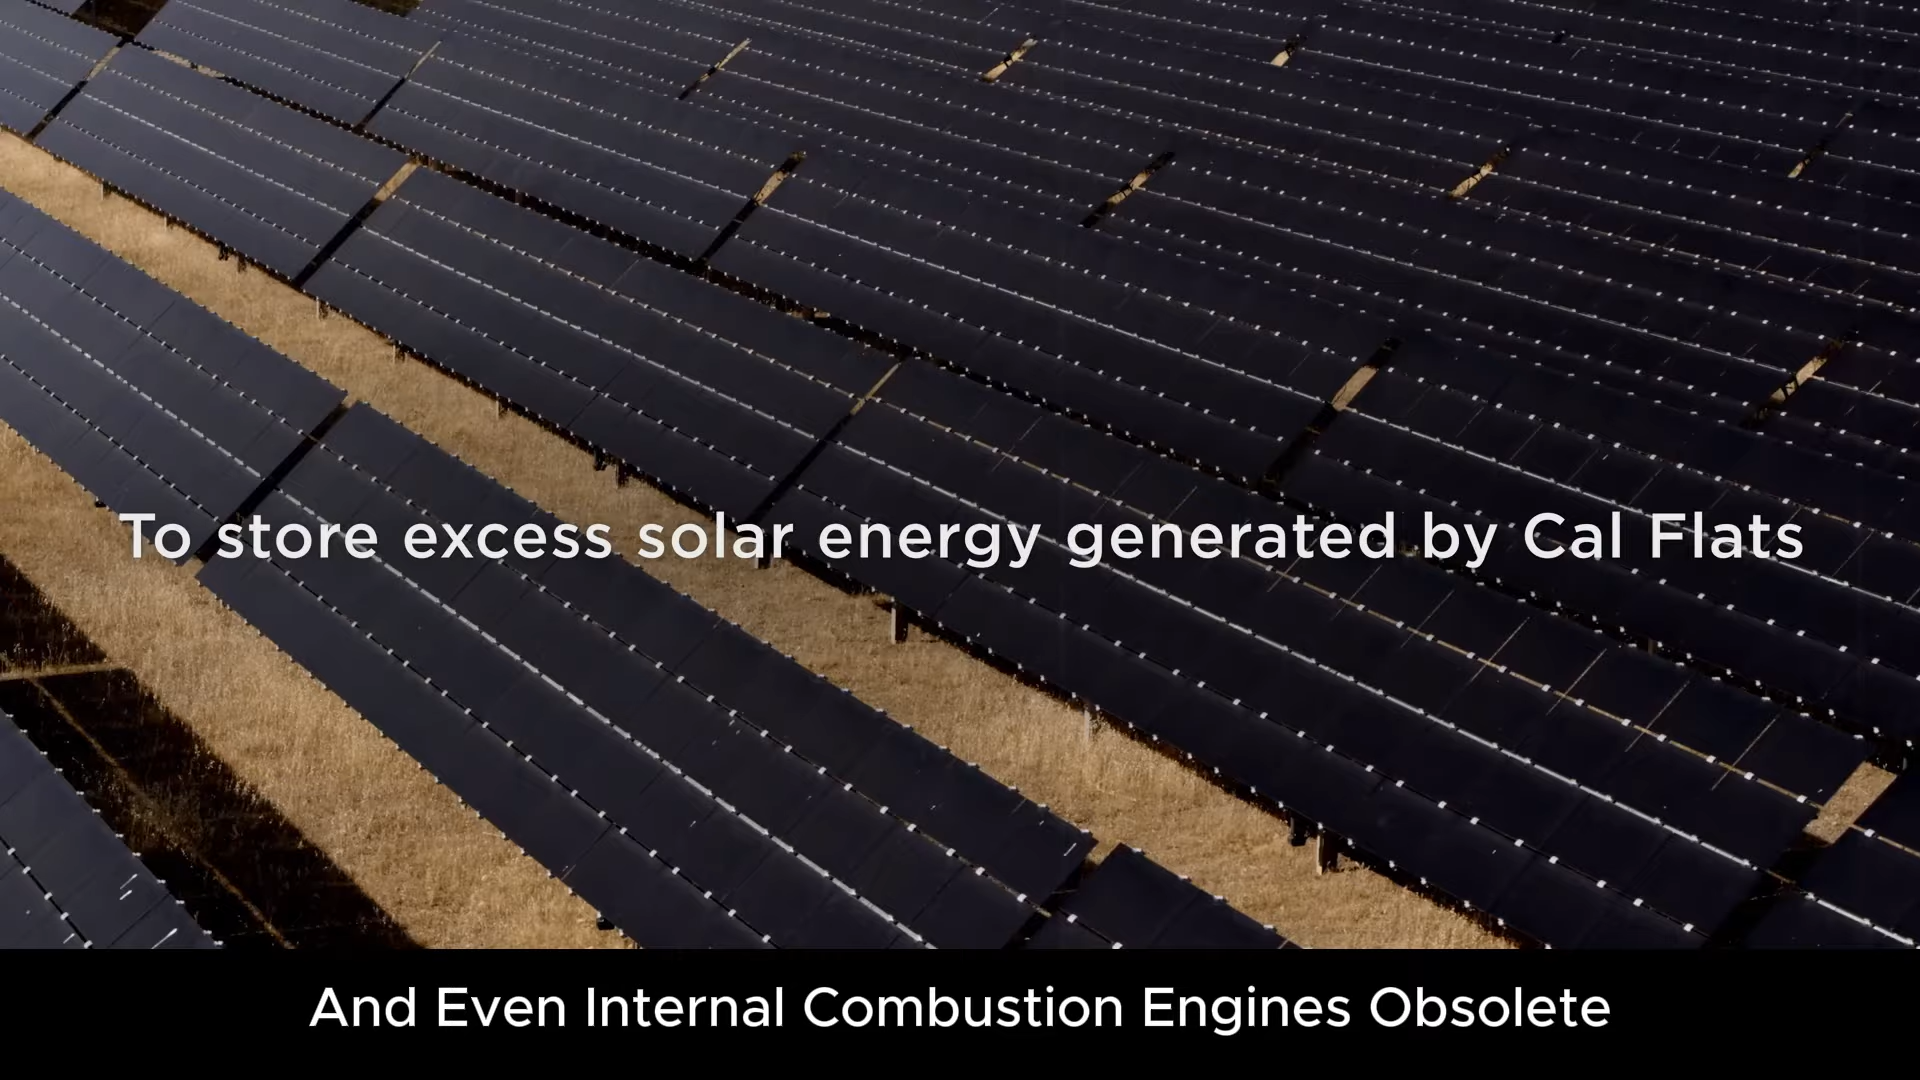 To store excess solar energy generated by Cal Flats
And Even Internal Combustion Engines Obsolete